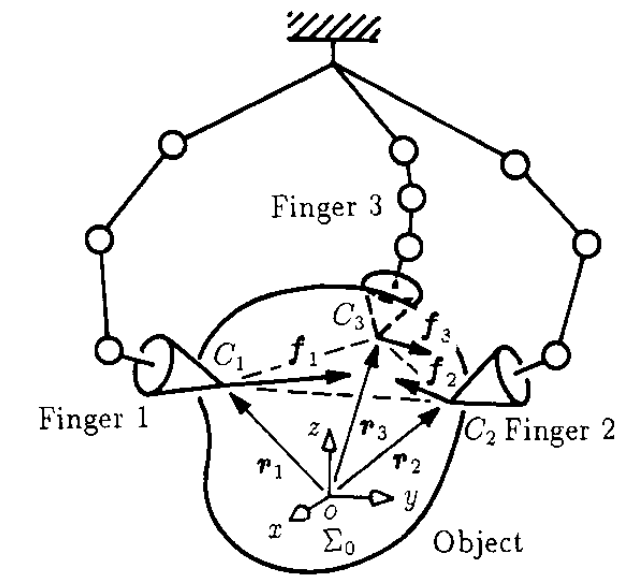 Finger 3
C₃
f₃
C₁
f₁
f₂
Finger 1
C₂ Finger 2
z
r₃
r₁
r₂
y
o
x
Σ₀
Object